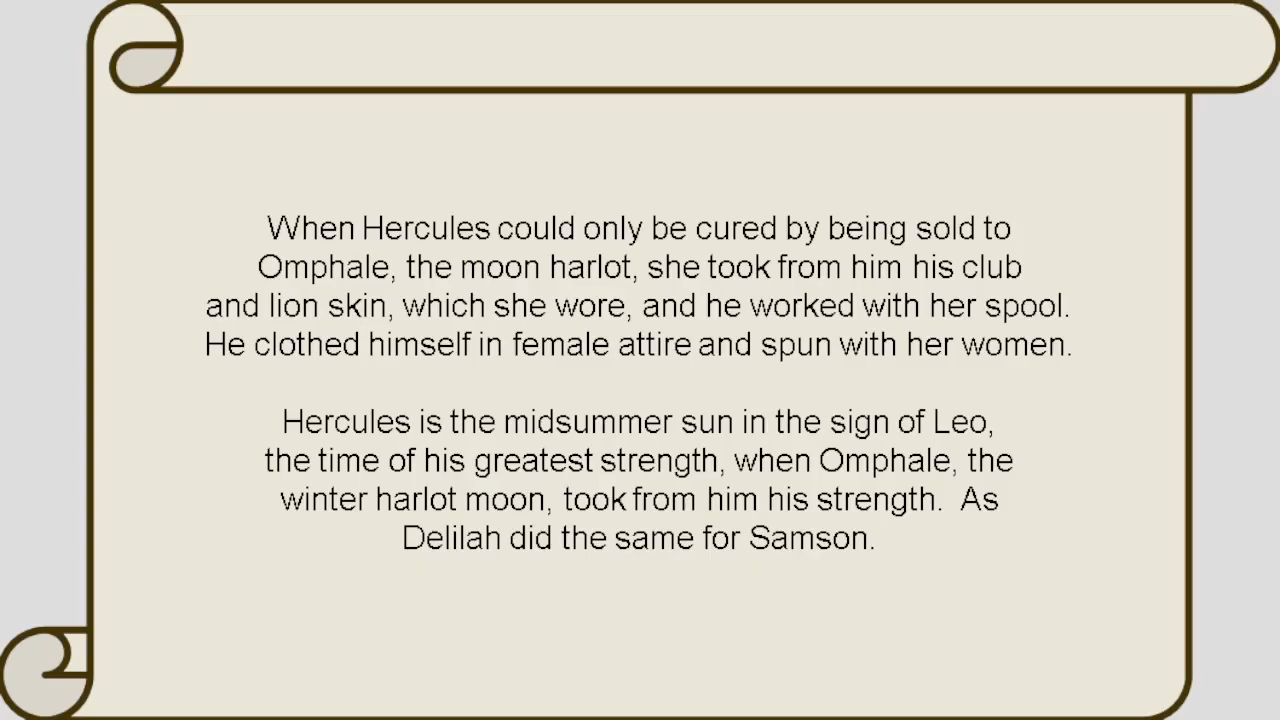 When Hercules could only be cured by being sold to
Omphale, the moon harlot, she took from him his club
and lion skin, which she wore, and he worked with her spool.
He clothed himself in female attire and spun with her women.
Hercules is the midsummer sun in the sign of Leo,
the time of his greatest strength, when Omphale, the
winter harlot moon, took from him his strength.  As
Delilah did the same for Samson.